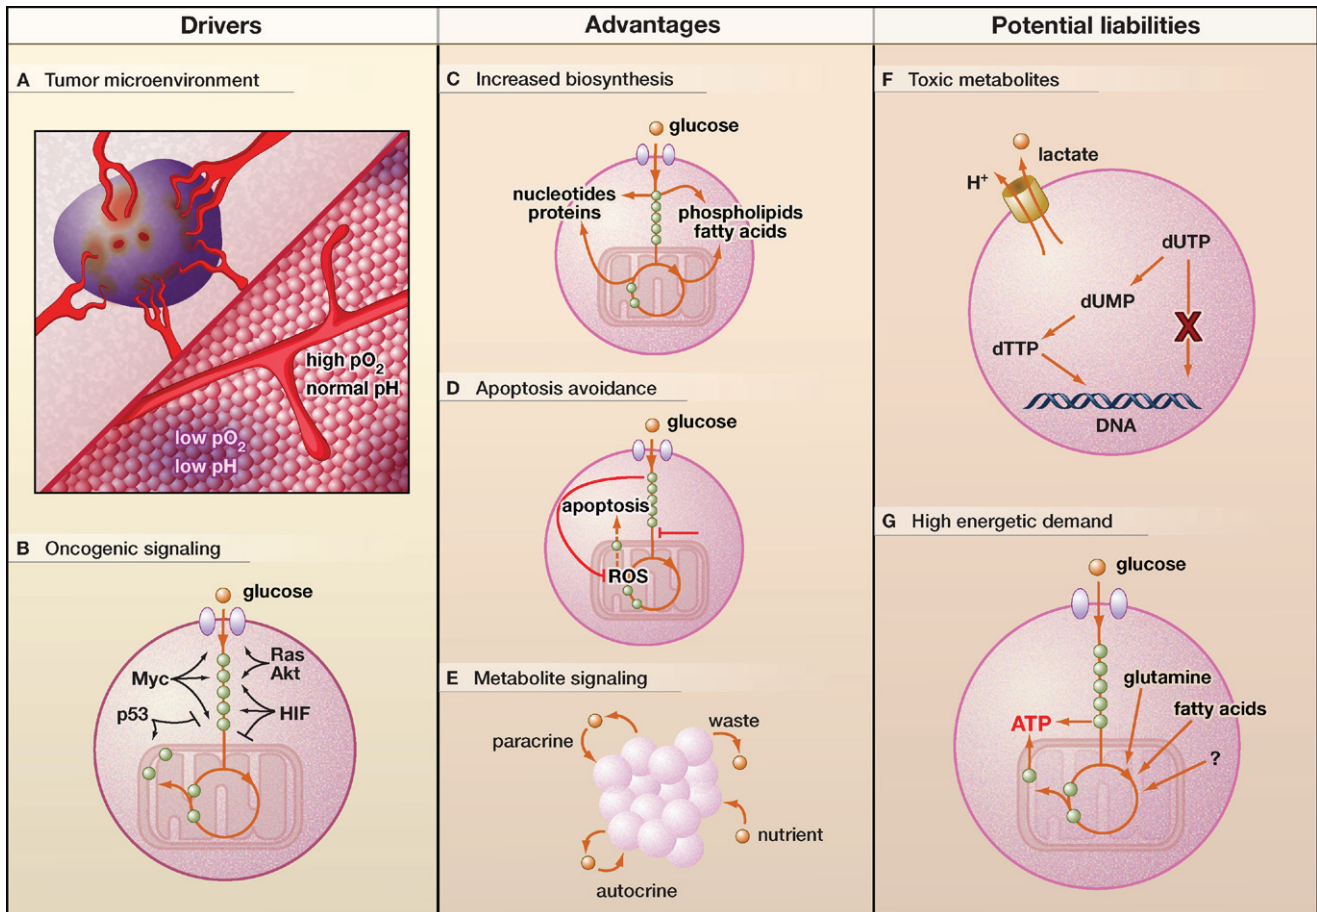 Drivers
A Tumor microenvironment
high pO2
normal pH
low pO2
low pH
B Oncogenic signaling
glucose
Ras
Akt
Myc
p53
HIF
Advantages
C Increased biosynthesis
glucose
nucleotides
proteins
phospholipids
fatty acids
D Apoptosis avoidance
glucose
apoptosis
ROS
E Metabolite signaling
waste
paracrine
nutrient
autocrine
Potential liabilities
F Toxic metabolites
lactate
H+
dUTP
dUMP
dTTP
X
DNA
G High energetic demand
glucose
glutamine
fatty acids
ATP
?